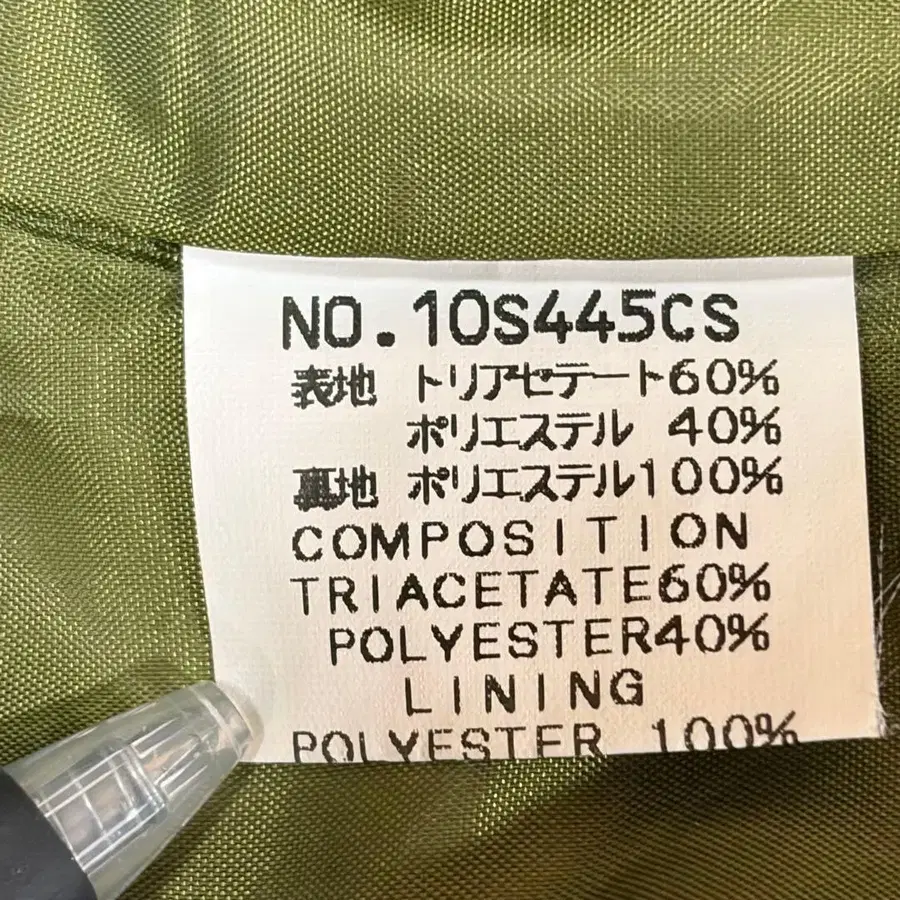 NO.10S445CS
表地 トリアセテート60%
ポリエステル 40%
裏地 ポリエステル100%
COMPOSITION
TRIACETATE60%
POLYESTER40%
LINING
POLYESTER 100%